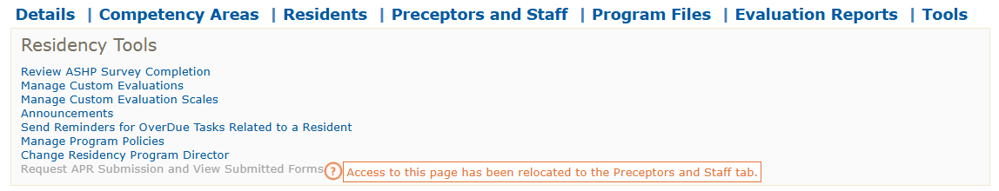 Details | Competency Areas | Residents | Preceptors and Staff | Program Files | Evaluation Reports | Tools
Residency Tools
Review ASHP Survey Completion
Manage Custom Evaluations
Manage Custom Evaluation Scales
Announcements
Send Reminders for OverDue Tasks Related to a Resident
Manage Program Policies
Change Residency Program Director
Request APR Submission and View Submitted Forms ? Access to this page has been relocated to the Preceptors and Staff tab.